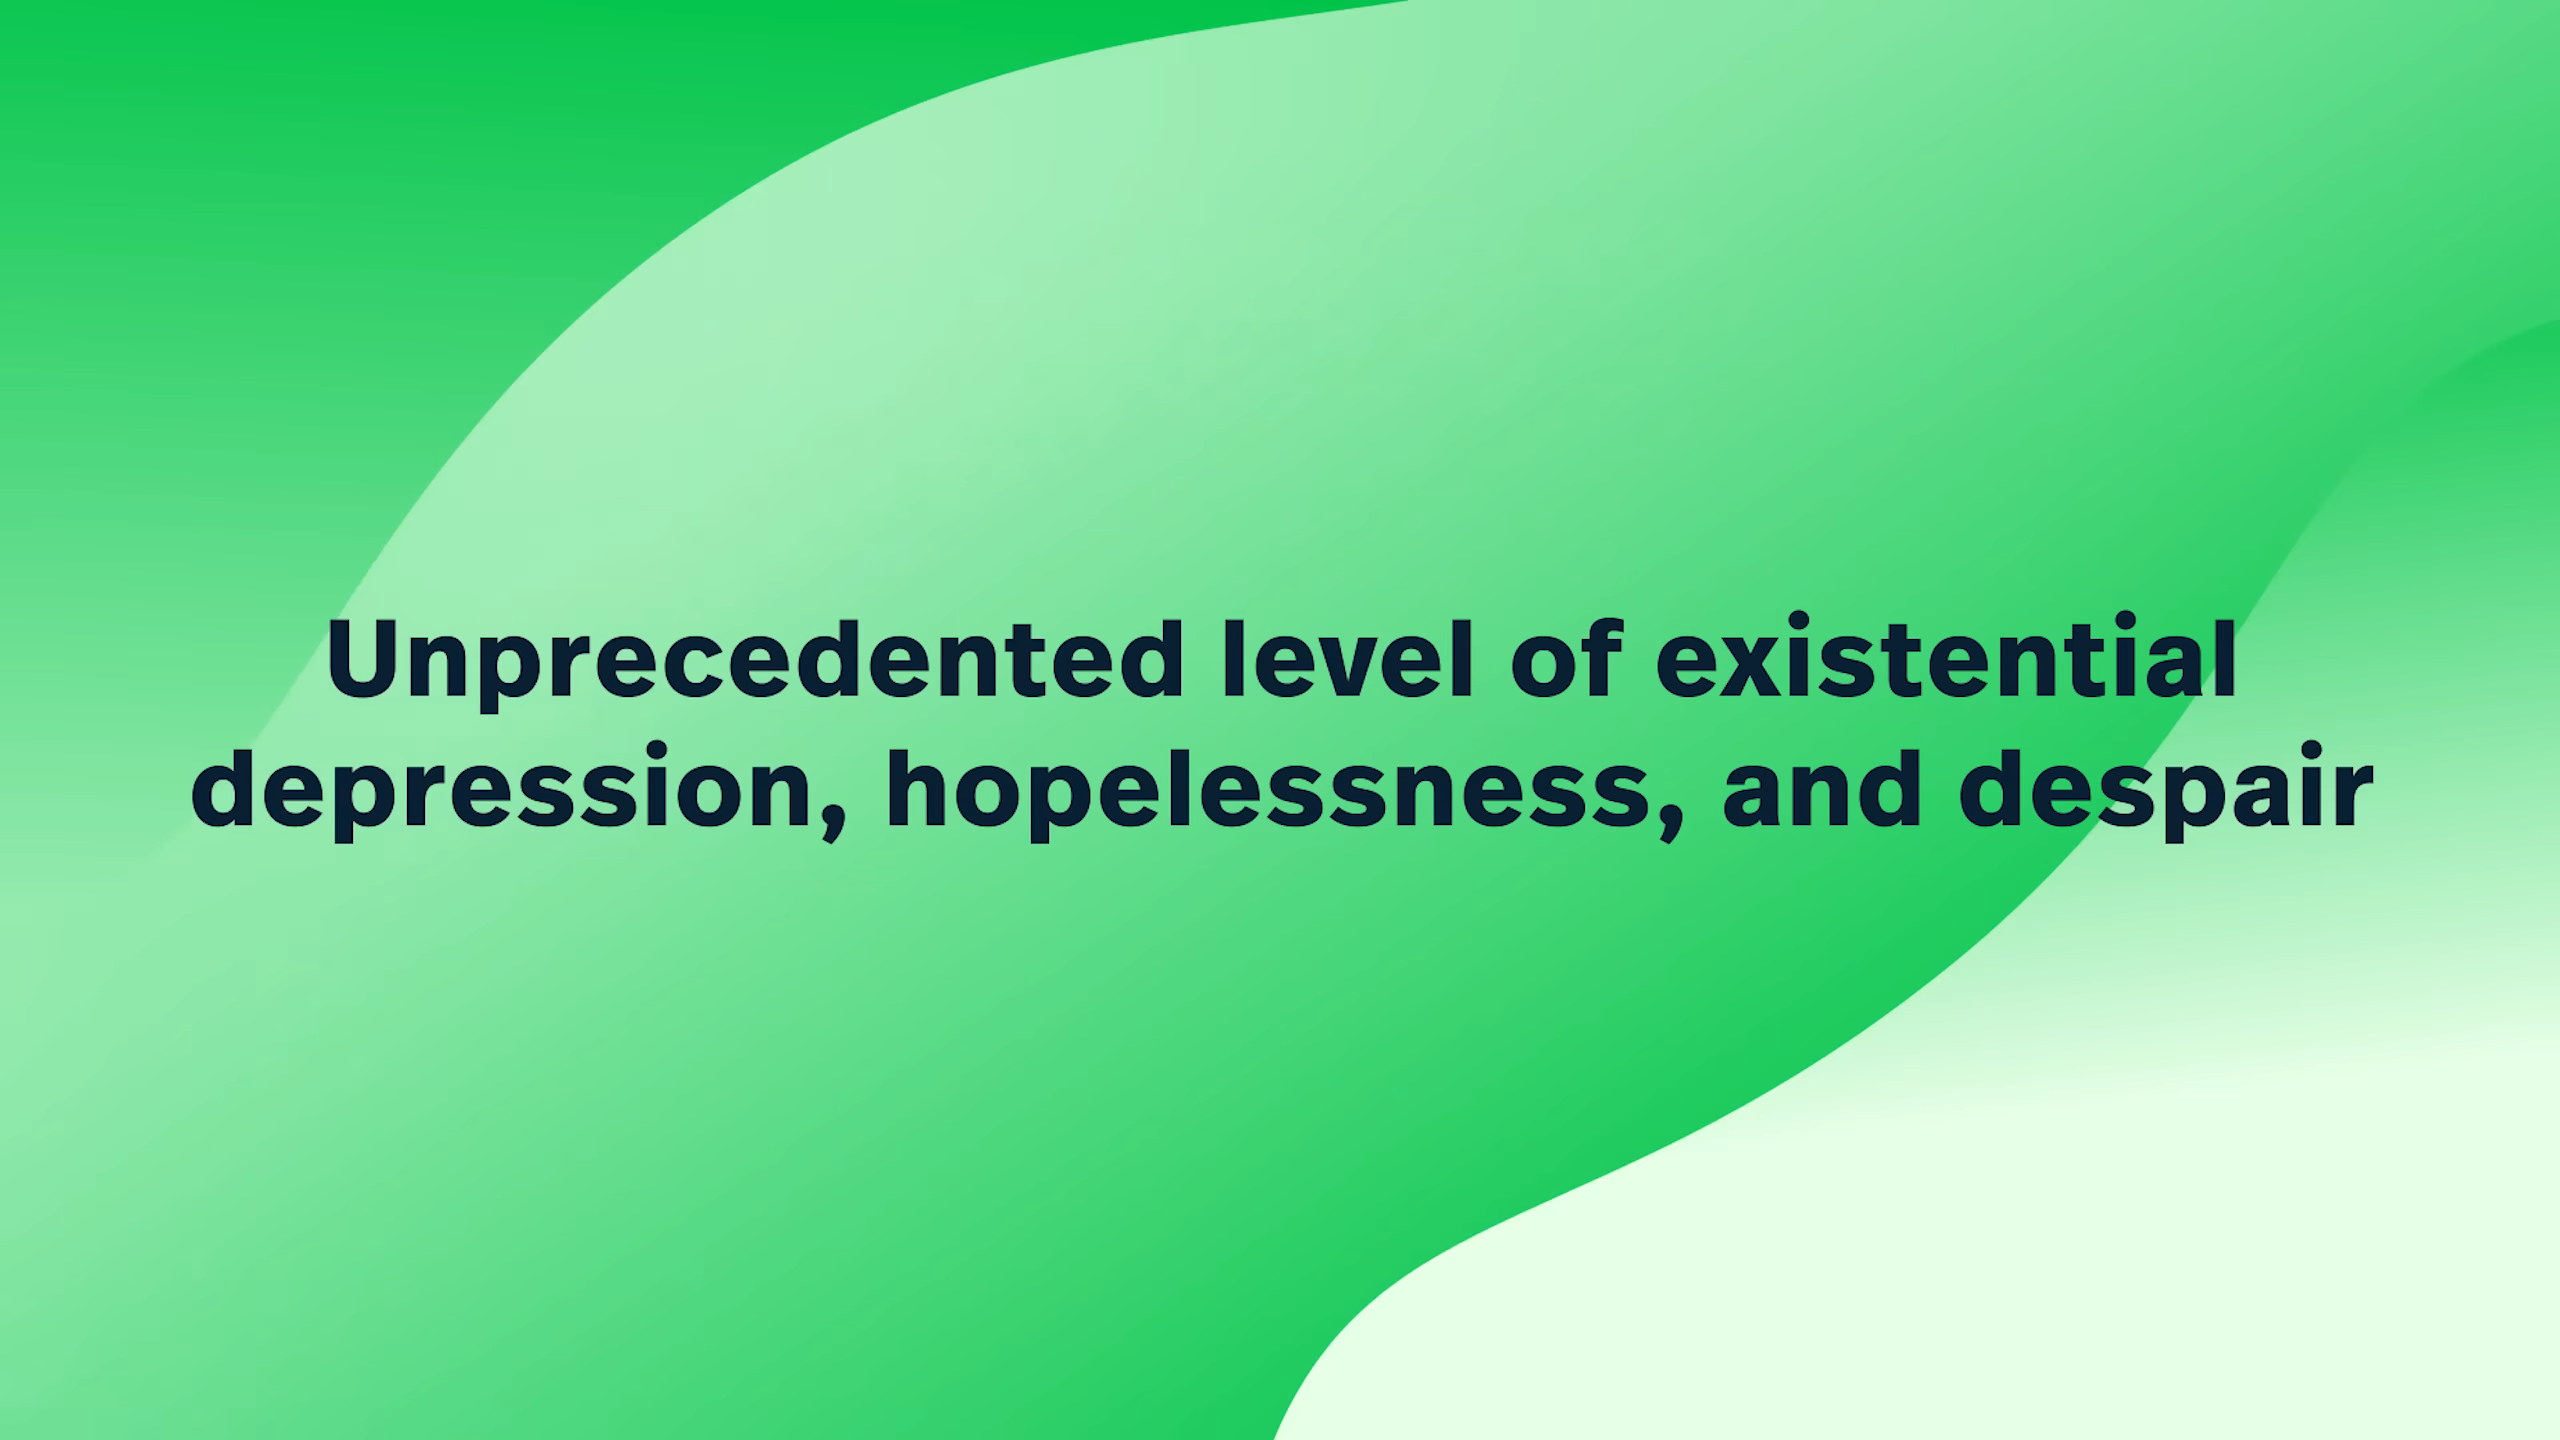 Unprecedented level of existential
depression, hopelessness, and despair